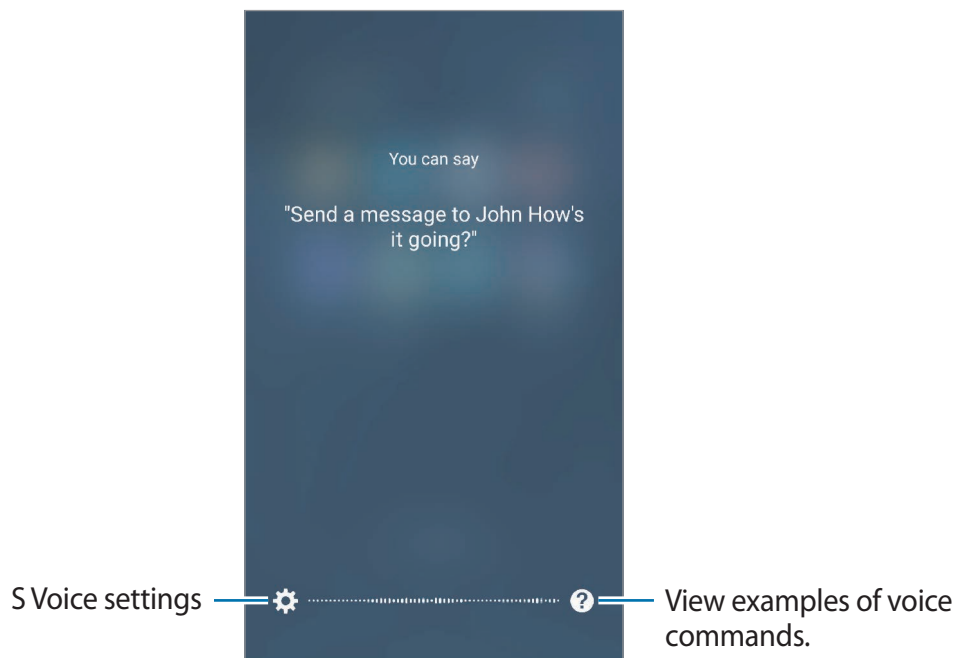 You can say
"Send a message to John How's
it going?"
S Voice settings
?
View examples of voice
commands.